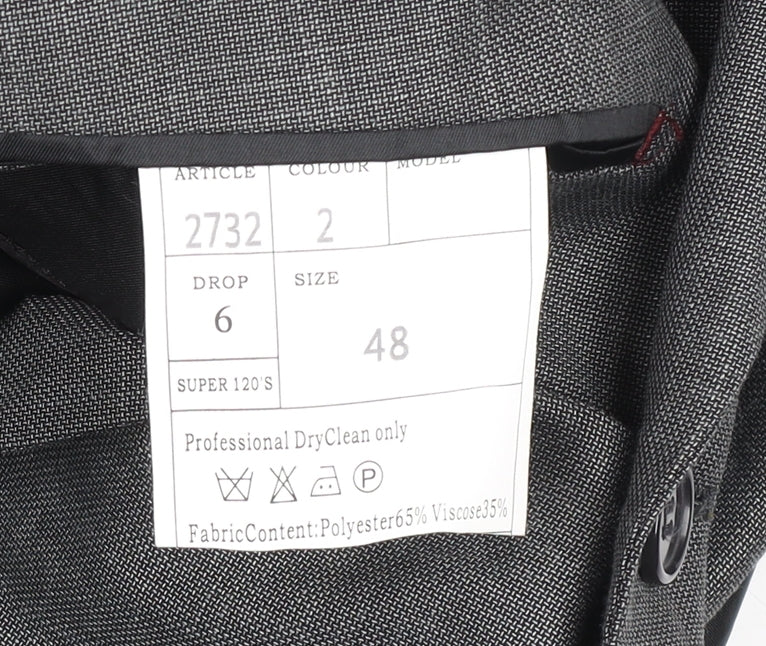 ARTICLE COLOUR MODEL
2732 2
DROP SIZE
6
48
SUPER 120'S
Professional DryClean only
P
FabricContent:Polyester65% Viscose35%